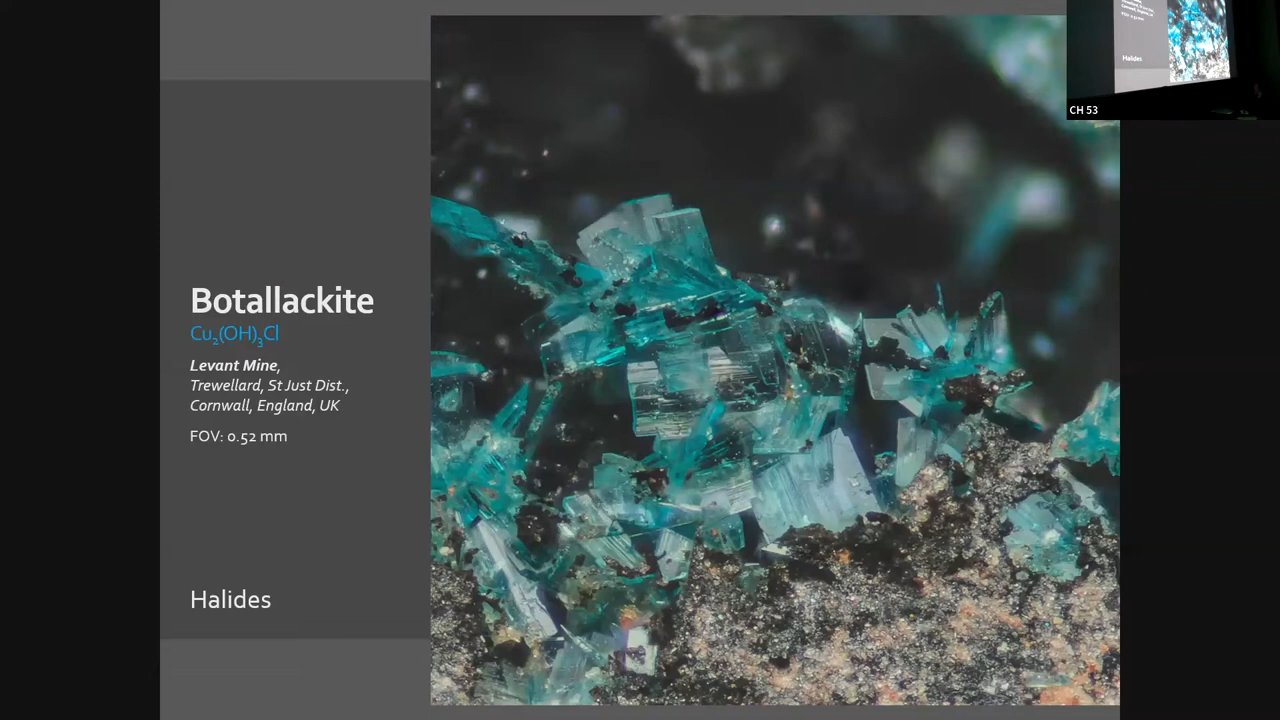 Botallackite
Cu₂(OH)₃Cl
Levant Mine,
Trewellard, St Just Dist.,
Cornwall, England, UK
FOV: 0.52 mm
Halides
Halides
CH 53